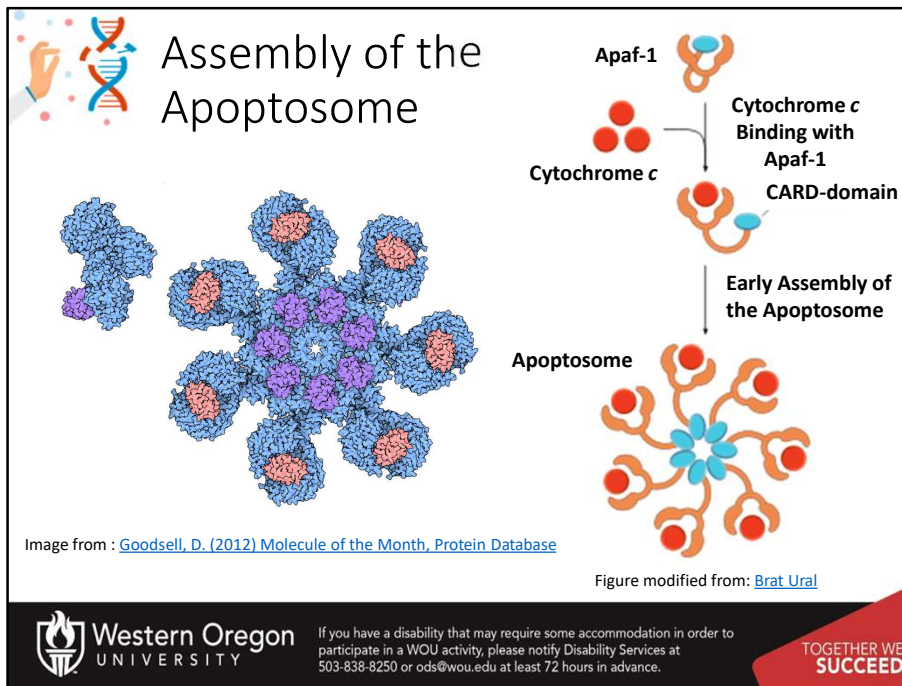 Assembly of the
Apoptosome
Apaf-1
Cytochrome c
Binding with
Apaf-1
Cytochrome c
CARD-domain
Early Assembly of
the Apoptosome
Apoptosome
Image from : Goodsell, D. (2012) Molecule of the Month, Protein Database
Figure modified from: Brat Ural
Western Oregon
UNIVERSITY
If you have a disability that may require some accommodation in order to
participate in a WOU activity, please notify Disability Services at
503-838-8250 or ods@wou.edu at least 72 hours in advance.
TOGETHER WE
SUCCEED